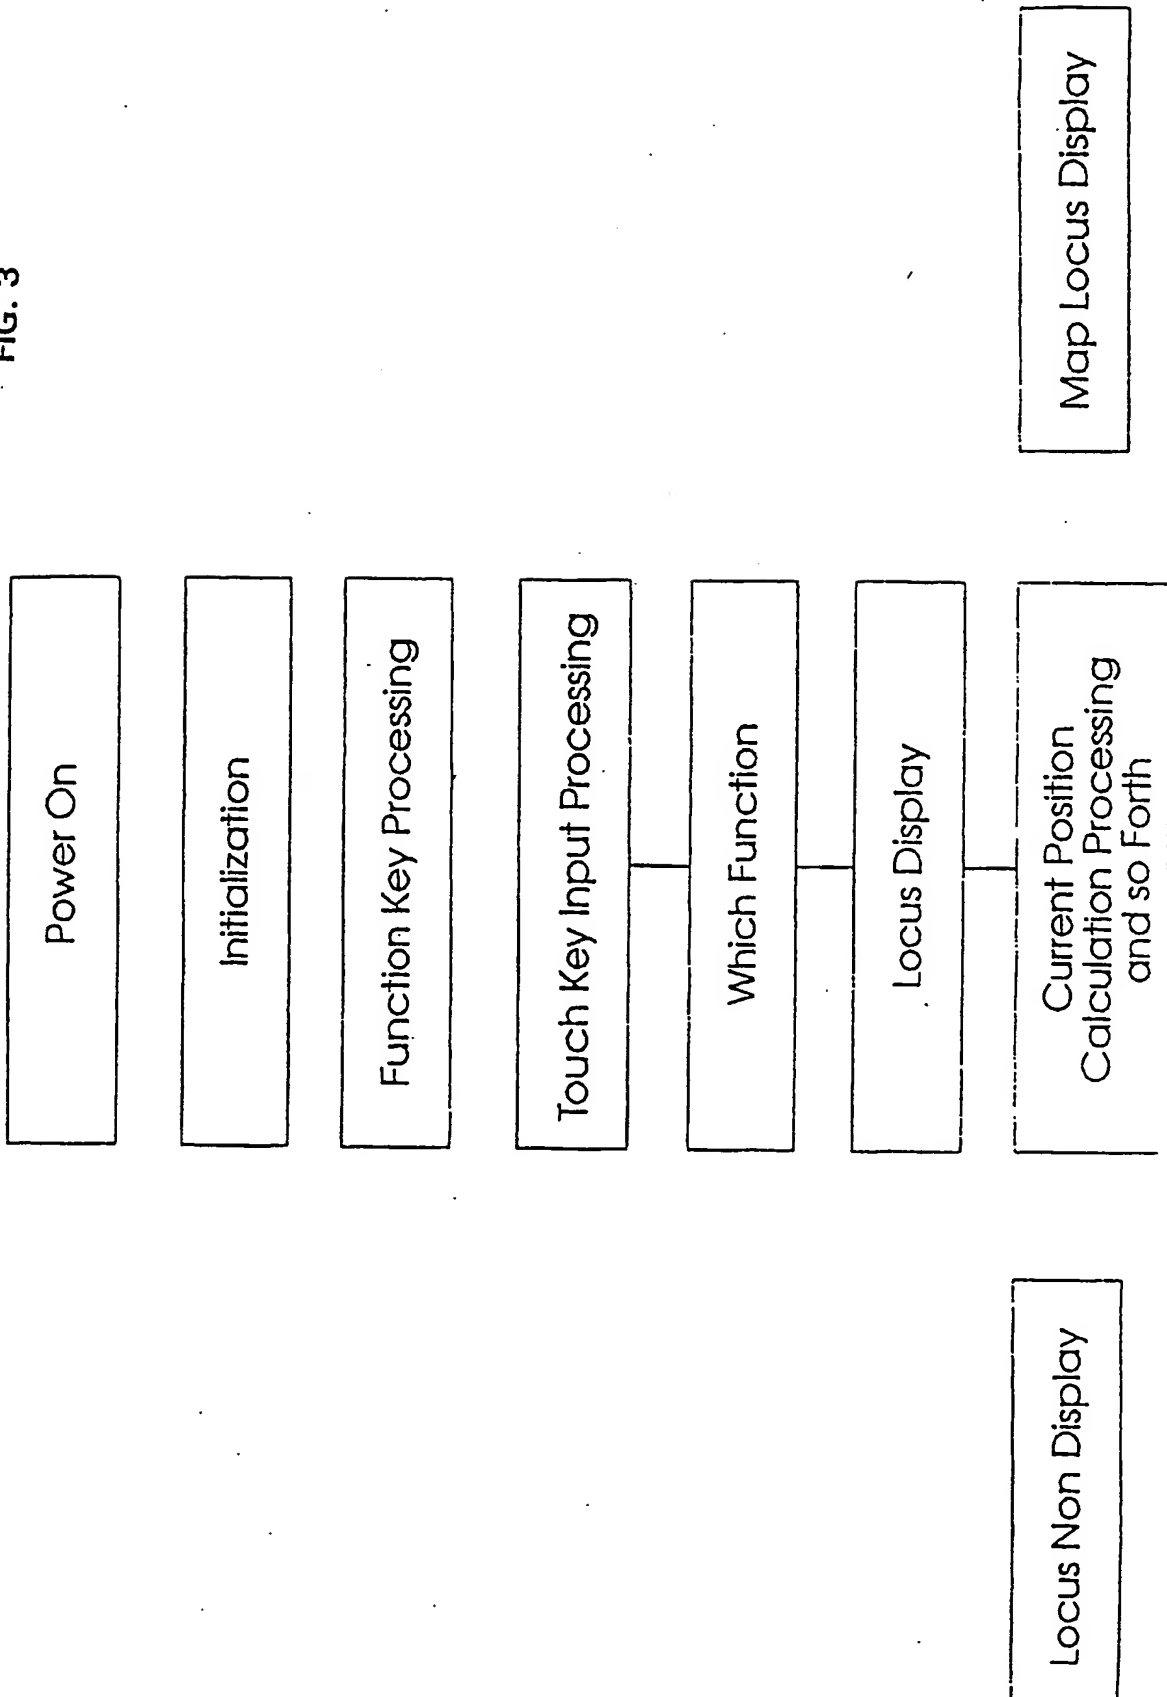 FIG. 3
Power On
Initialization
Function Key Processing
Touch Key Input Processing
Which Function
Locus Display
Locus Non Display
Current Position
Calculation Processing
and so Forth
Map Locus Display